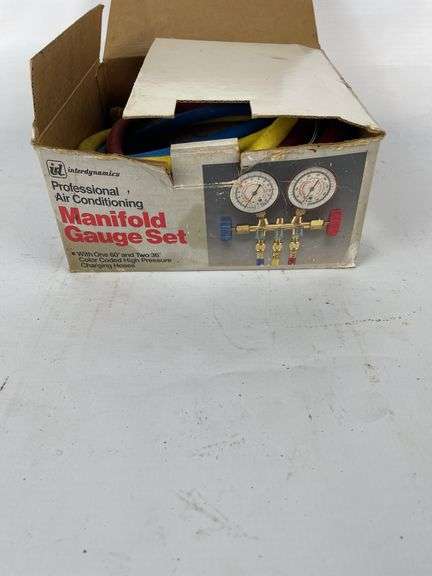 id interdynamics
Professional
Air Conditioning
Manifold
Gauge Set
• With One 60" and Two 36"
Color Coded High Pressure
Charging Hoses